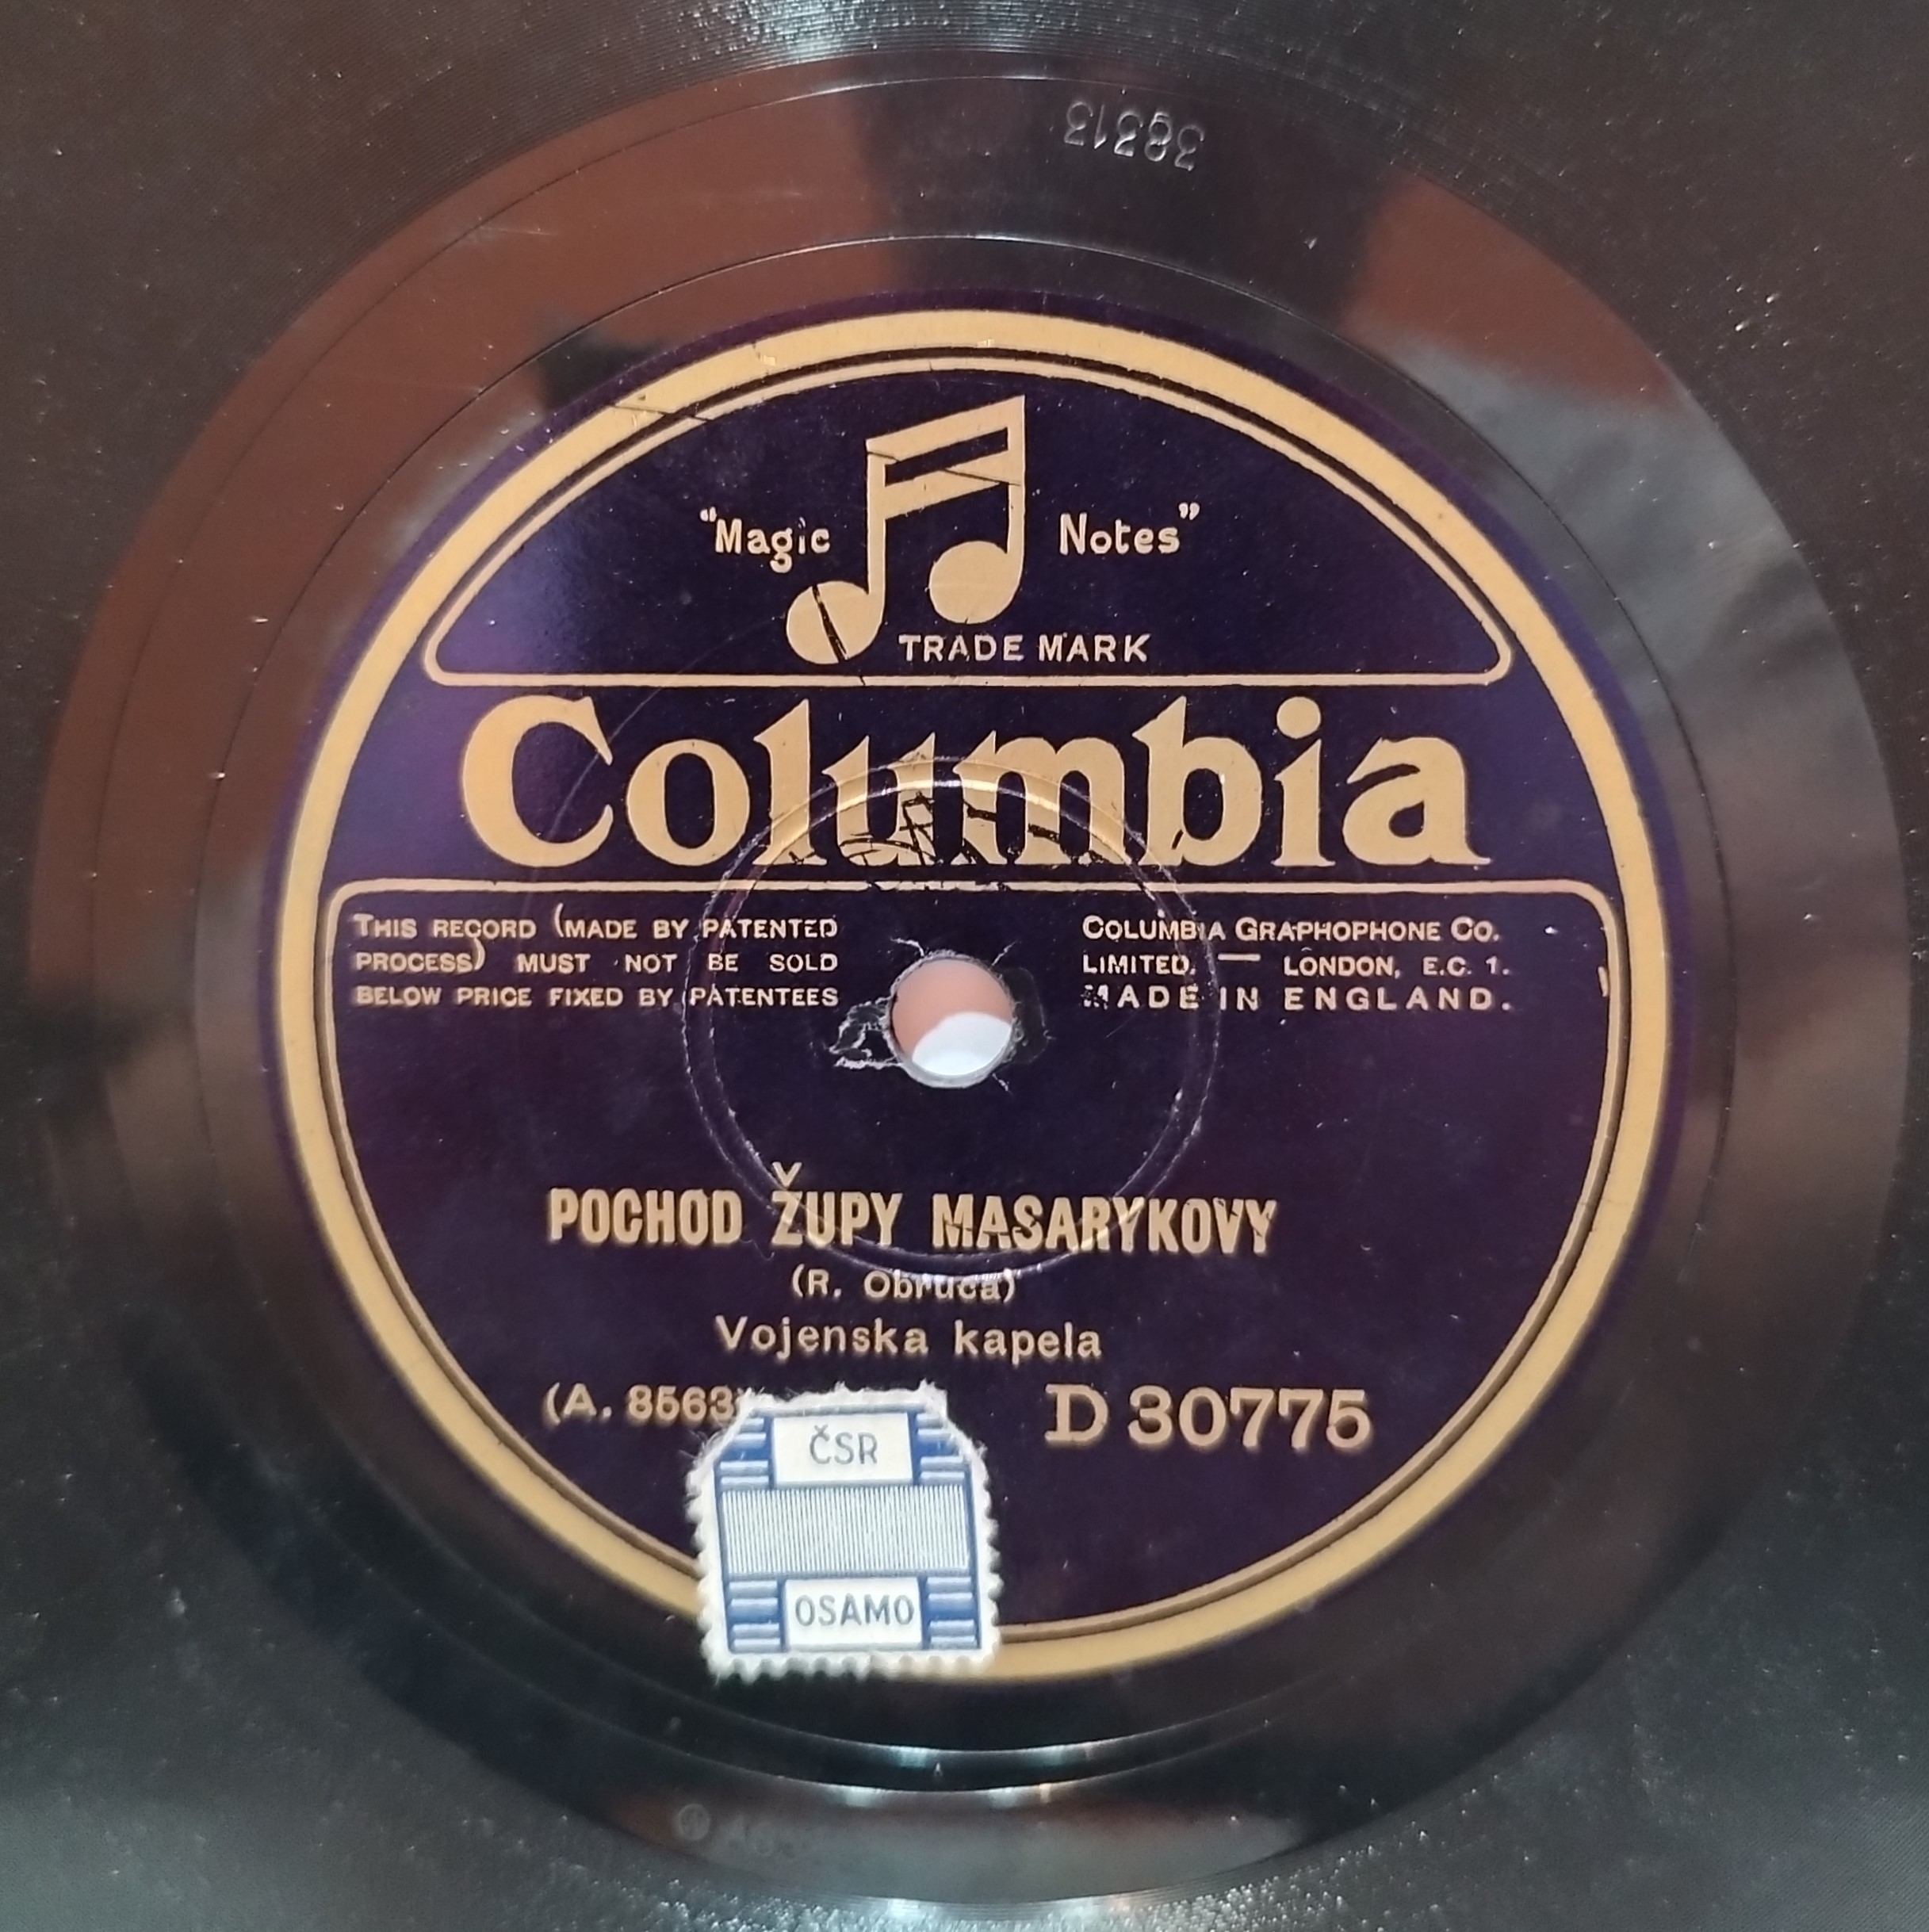 38313
"Magic Notes"
TRADE MARK
Columbia
THIS RECORD (MADE BY PATENTED
PROCESS) MUST NOT BE SOLD
BELOW PRICE FIXED BY PATENTEES
COLUMBIA GRAPHOPHONE CO.
LIMITED. — LONDON, E.C. 1.
MADE IN ENGLAND.
POCHOD ŽUPY MASARYKOVY
(R. Obruca)
Vojenska kapela
(A. 8563)
D 30775
ČSR
OSAMO